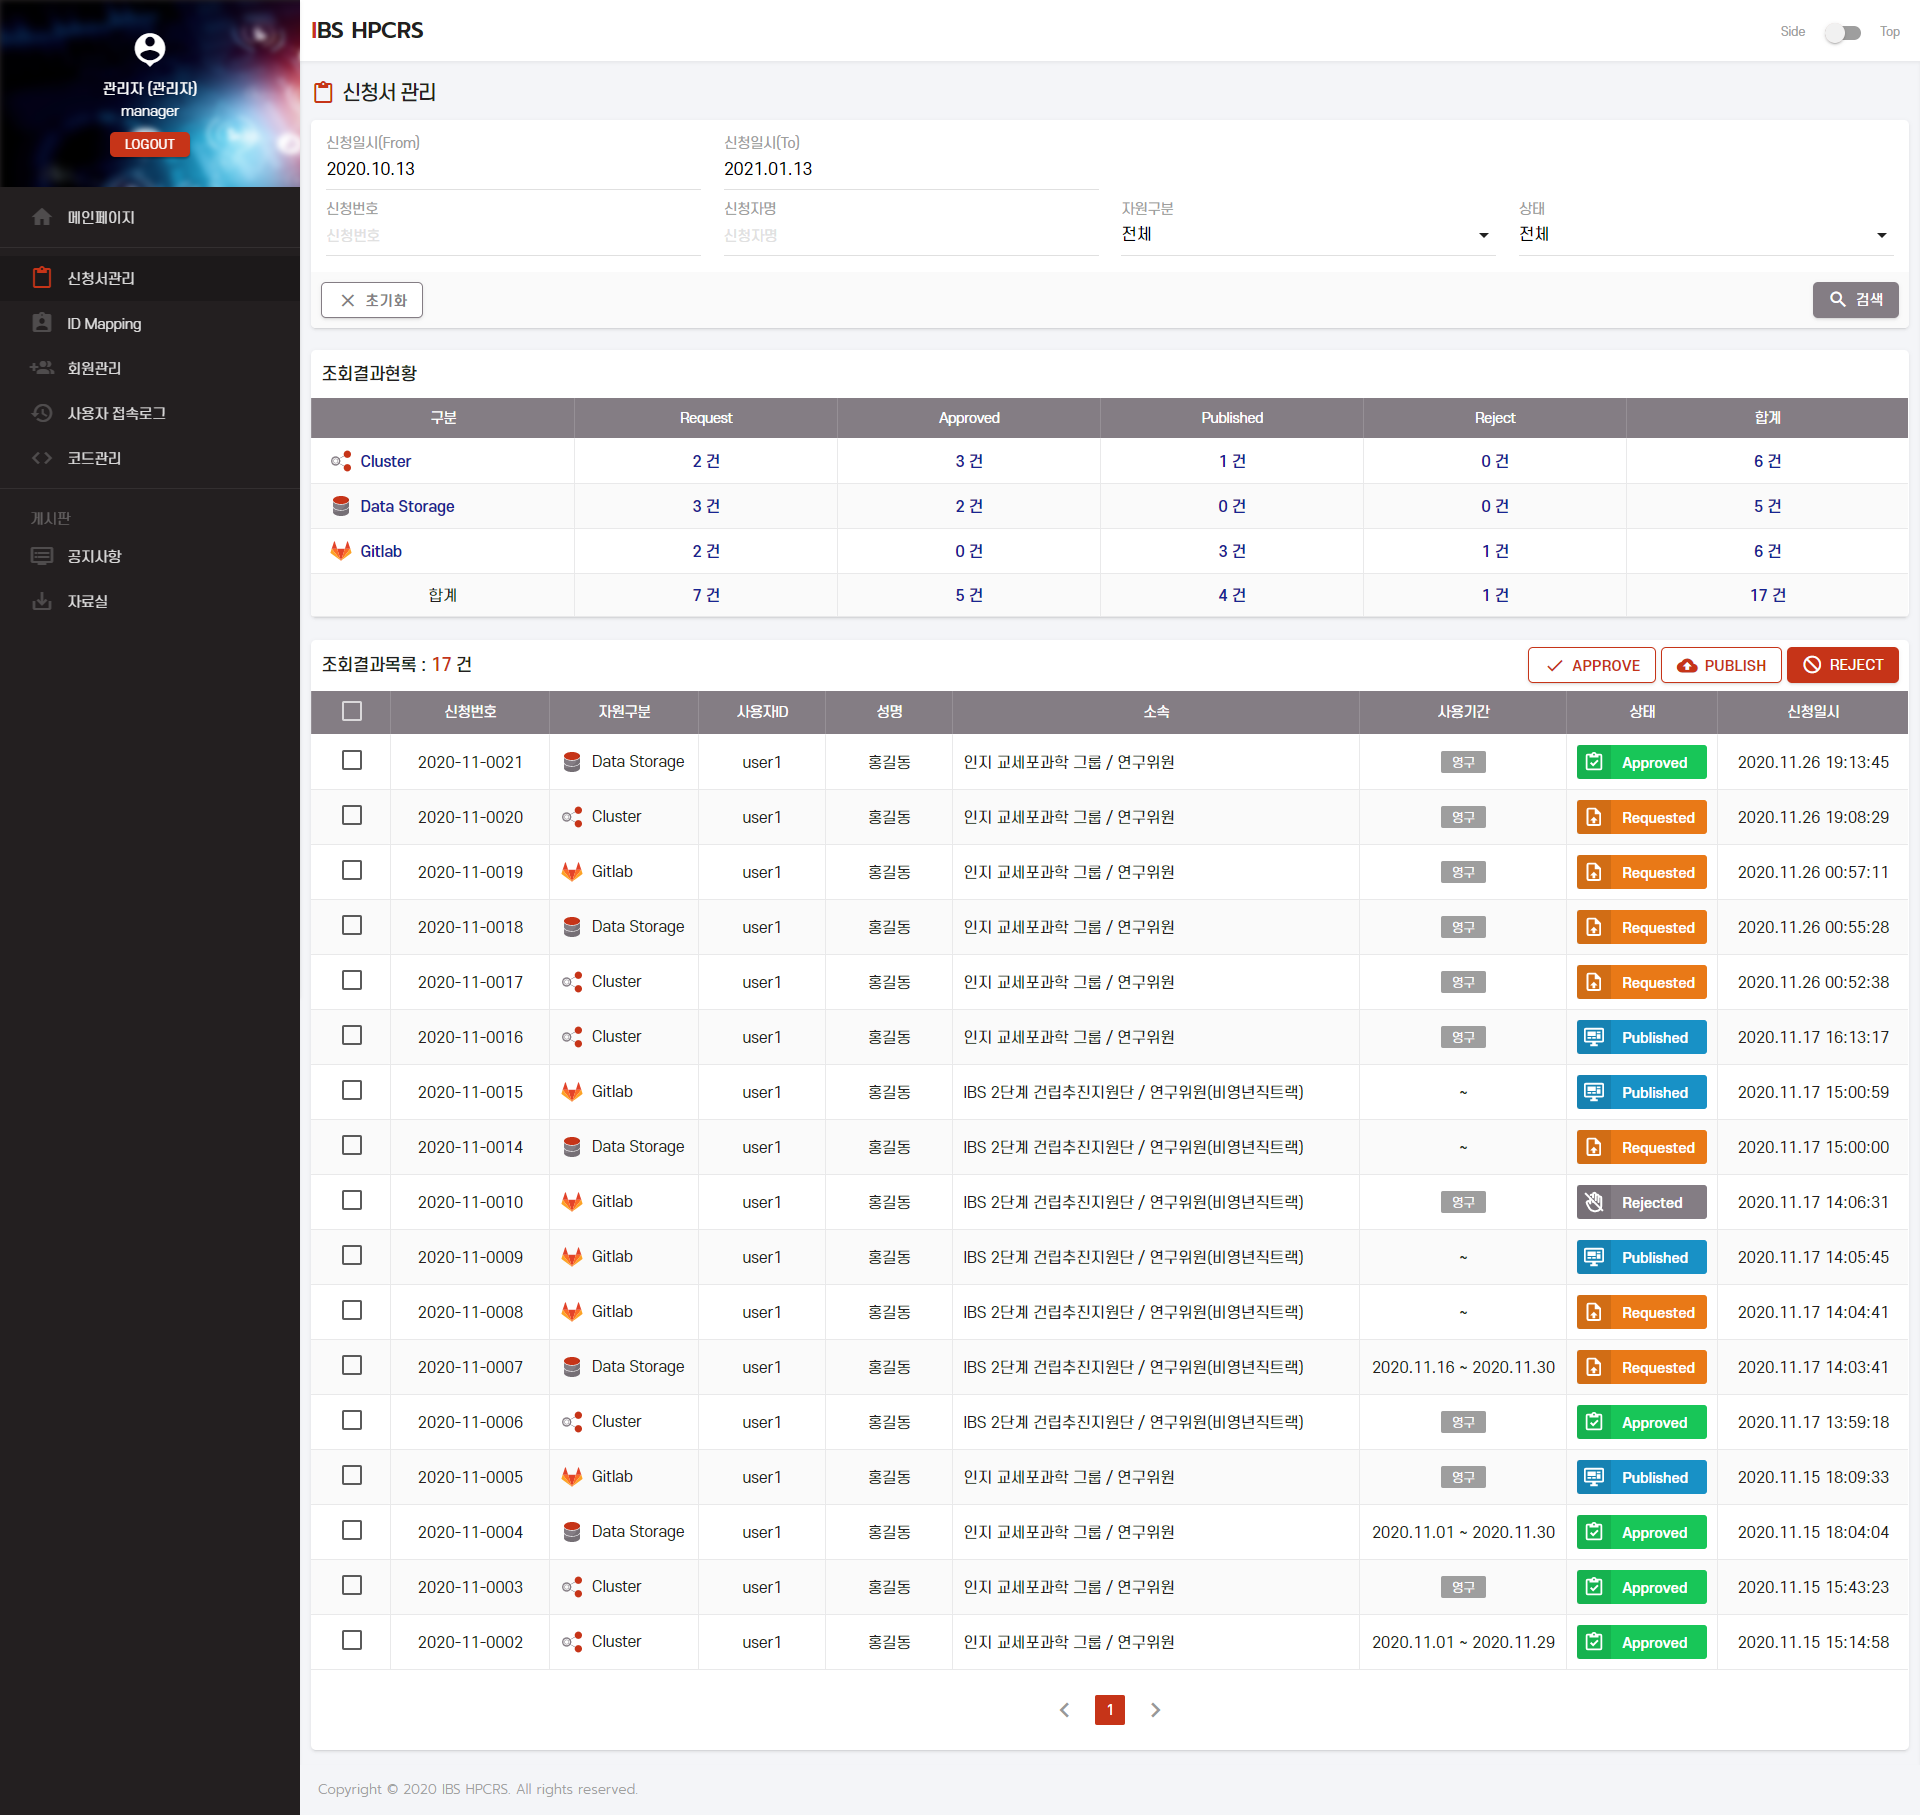 관리자 (관리자)
manager
LOGOUT
메인페이지
신청서관리
ID Mapping
회원관리
사용자 접속로그
코드관리
게시판
공지사항
자료실
IBS HPCRS
Side Top
신청서 관리
신청일시(From) 신청일시(To)
2020.10.13 2021.01.13
신청번호 신청자명 자원구분 상태
신청번호 신청자명 전체 전체
초기화 검색
조회결과현황
구분 Request Approved Published Reject 합계
Cluster 2 건 3 건 1 건 0 건 6 건
Data Storage 3 건 2 건 0 건 0 건 5 건
Gitlab 2 건 0 건 3 건 1 건 6 건
합계 7 건 5 건 4 건 1 건 17 건
조회결과목록 : 17 건 APPROVE PUBLISH REJECT
신청번호 자원구분 사용자ID 성명 소속 사용기간 상태 신청일시
2020-11-0021 Data Storage user1 홍길동 인지 교세포과학 그룹 / 연구위원 영구 Approved 2020.11.26 19:13:45
2020-11-0020 Cluster user1 홍길동 인지 교세포과학 그룹 / 연구위원 영구 Requested 2020.11.26 19:08:29
2020-11-0019 Gitlab user1 홍길동 인지 교세포과학 그룹 / 연구위원 영구 Requested 2020.11.26 00:57:11
2020-11-0018 Data Storage user1 홍길동 인지 교세포과학 그룹 / 연구위원 영구 Requested 2020.11.26 00:55:28
2020-11-0017 Cluster user1 홍길동 인지 교세포과학 그룹 / 연구위원 영구 Requested 2020.11.26 00:52:38
2020-11-0016 Cluster user1 홍길동 인지 교세포과학 그룹 / 연구위원 영구 Published 2020.11.17 16:13:17
2020-11-0015 Gitlab user1 홍길동 IBS 2단계 건립추진지원단 / 연구위원(비영년직트랙) ~ Published 2020.11.17 15:00:59
2020-11-0014 Data Storage user1 홍길동 IBS 2단계 건립추진지원단 / 연구위원(비영년직트랙) ~ Requested 2020.11.17 15:00:00
2020-11-0010 Gitlab user1 홍길동 IBS 2단계 건립추진지원단 / 연구위원(비영년직트랙) 영구 Rejected 2020.11.17 14:06:31
2020-11-0009 Gitlab user1 홍길동 IBS 2단계 건립추진지원단 / 연구위원(비영년직트랙) ~ Published 2020.11.17 14:05:45
2020-11-0008 Gitlab user1 홍길동 IBS 2단계 건립추진지원단 / 연구위원(비영년직트랙) ~ Requested 2020.11.17 14:04:41
2020-11-0007 Data Storage user1 홍길동 IBS 2단계 건립추진지원단 / 연구위원(비영년직트랙) 2020.11.16 ~ 2020.11.30 Requested 2020.11.17 14:03:41
2020-11-0006 Cluster user1 홍길동 IBS 2단계 건립추진지원단 / 연구위원(비영년직트랙) 영구 Approved 2020.11.17 13:59:18
2020-11-0005 Gitlab user1 홍길동 인지 교세포과학 그룹 / 연구위원 영구 Published 2020.11.15 18:09:33
2020-11-0004 Data Storage user1 홍길동 인지 교세포과학 그룹 / 연구위원 2020.11.01 ~ 2020.11.30 Approved 2020.11.15 18:04:04
2020-11-0003 Cluster user1 홍길동 인지 교세포과학 그룹 / 연구위원 영구 Approved 2020.11.15 15:43:23
2020-11-0002 Cluster user1 홍길동 인지 교세포과학 그룹 / 연구위원 2020.11.01 ~ 2020.11.29 Approved 2020.11.15 15:14:58
1
Copyright © 2020 IBS HPCRS. All rights reserved.